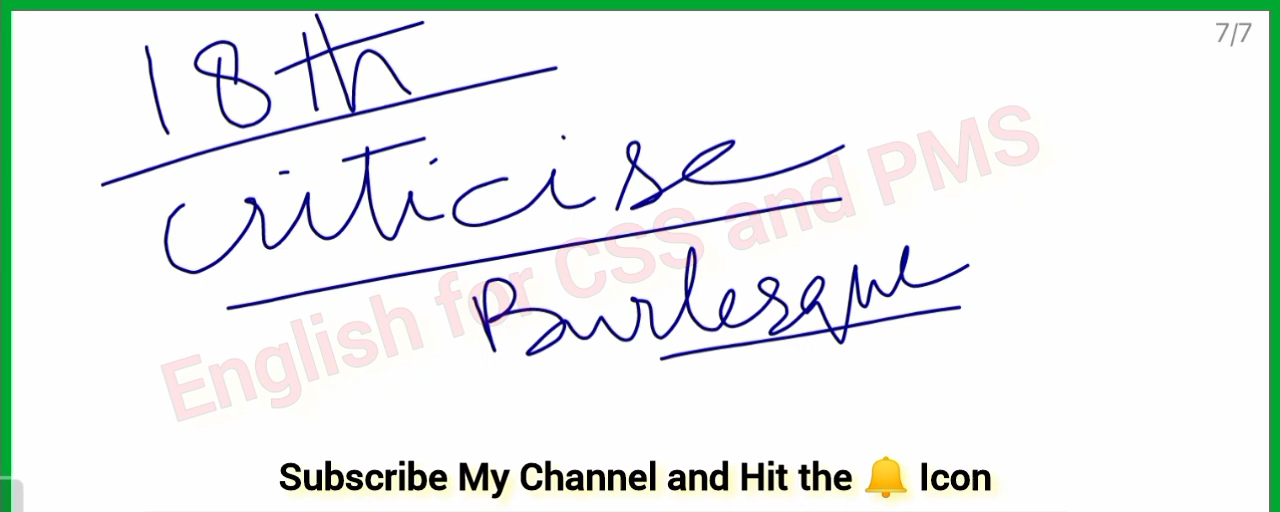 7/7
18th
criticise
Burlesque
English for CSS and PMS
Subscribe My Channel and Hit the 🔔 Icon